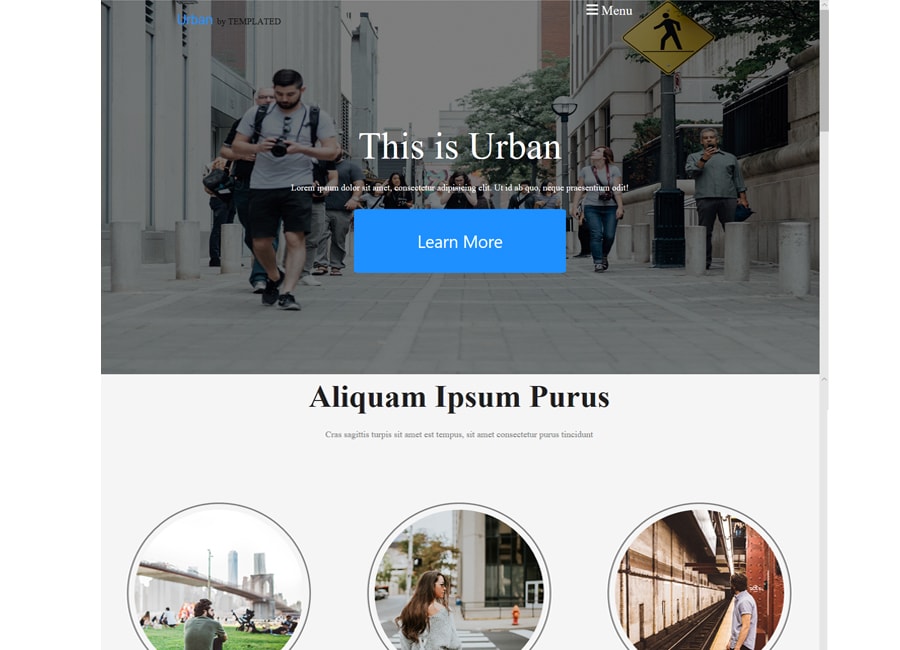 Urban by TEMPLATED
Menu
This is Urban
Lorem ipsum dolor sit amet, consectetur adipisicing elit. Ut id ab quo, neque praesentium odit!
Learn More
Aliquam Ipsum Purus
Cras sagittis turpis sit amet est tempus, sit amet consectetur purus tincidunt